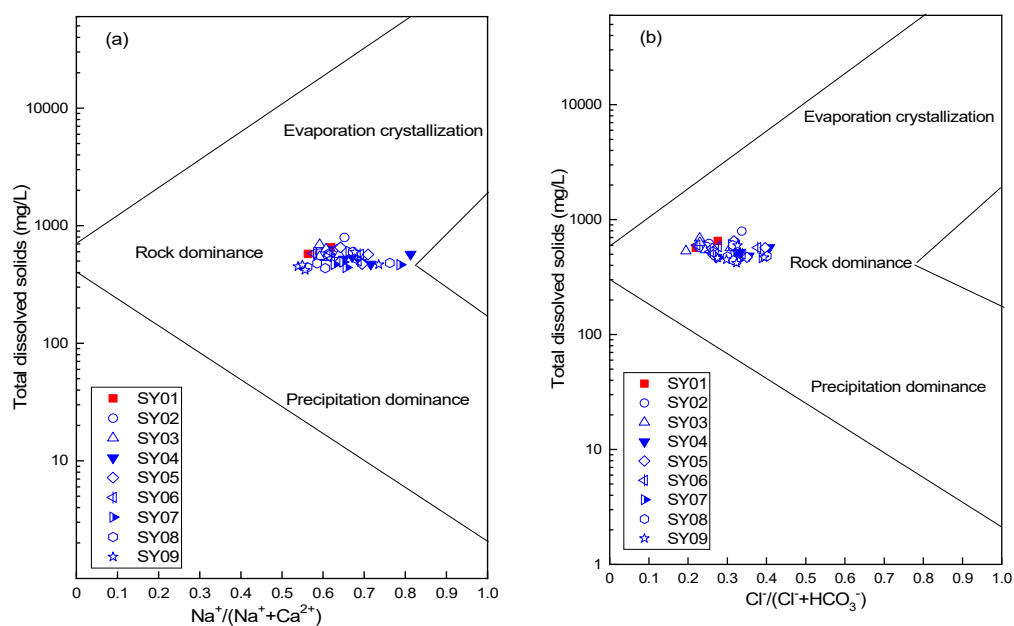 (a)
Evaporation crystallization
Rock dominance
Precipitation dominance
SY01
SY02
SY03
SY04
SY05
SY06
SY07
SY08
SY09
10000
1000
100
10
Total dissolved solids (mg/L)
0 0.1 0.2 0.3 0.4 0.5 0.6 0.7 0.8 0.9 1.0
Na⁺/(Na⁺+Ca²⁺)
(b)
Evaporation crystallization
Rock dominance
Precipitation dominance
SY01
SY02
SY03
SY04
SY05
SY06
SY07
SY08
SY09
10000
1000
100
10
1
Total dissolved solids (mg/L)
0 0.1 0.2 0.3 0.4 0.5 0.6 0.7 0.8 0.9 1.0
Cl⁻/(Cl⁻+HCO₃⁻)